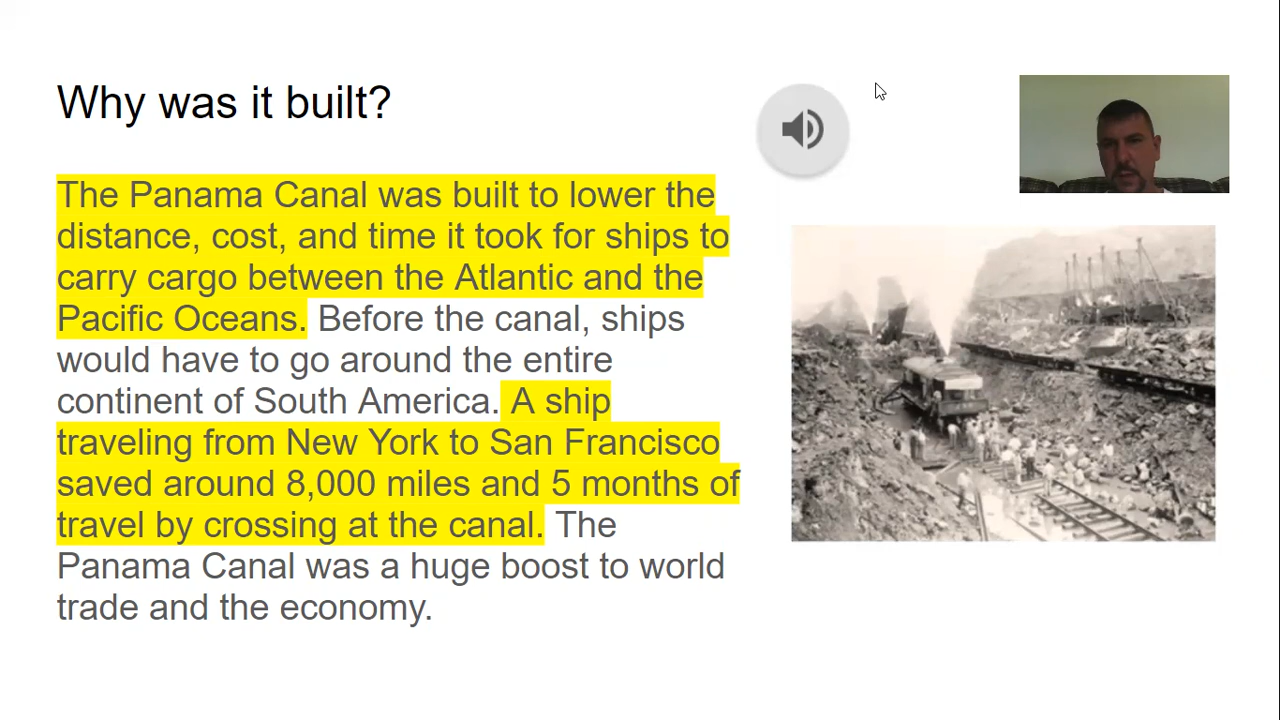 Why was it built?
The Panama Canal was built to lower the
distance, cost, and time it took for ships to
carry cargo between the Atlantic and the
Pacific Oceans. Before the canal, ships
would have to go around the entire
continent of South America. A ship
traveling from New York to San Francisco
saved around 8,000 miles and 5 months of
travel by crossing at the canal. The
Panama Canal was a huge boost to world
trade and the economy.